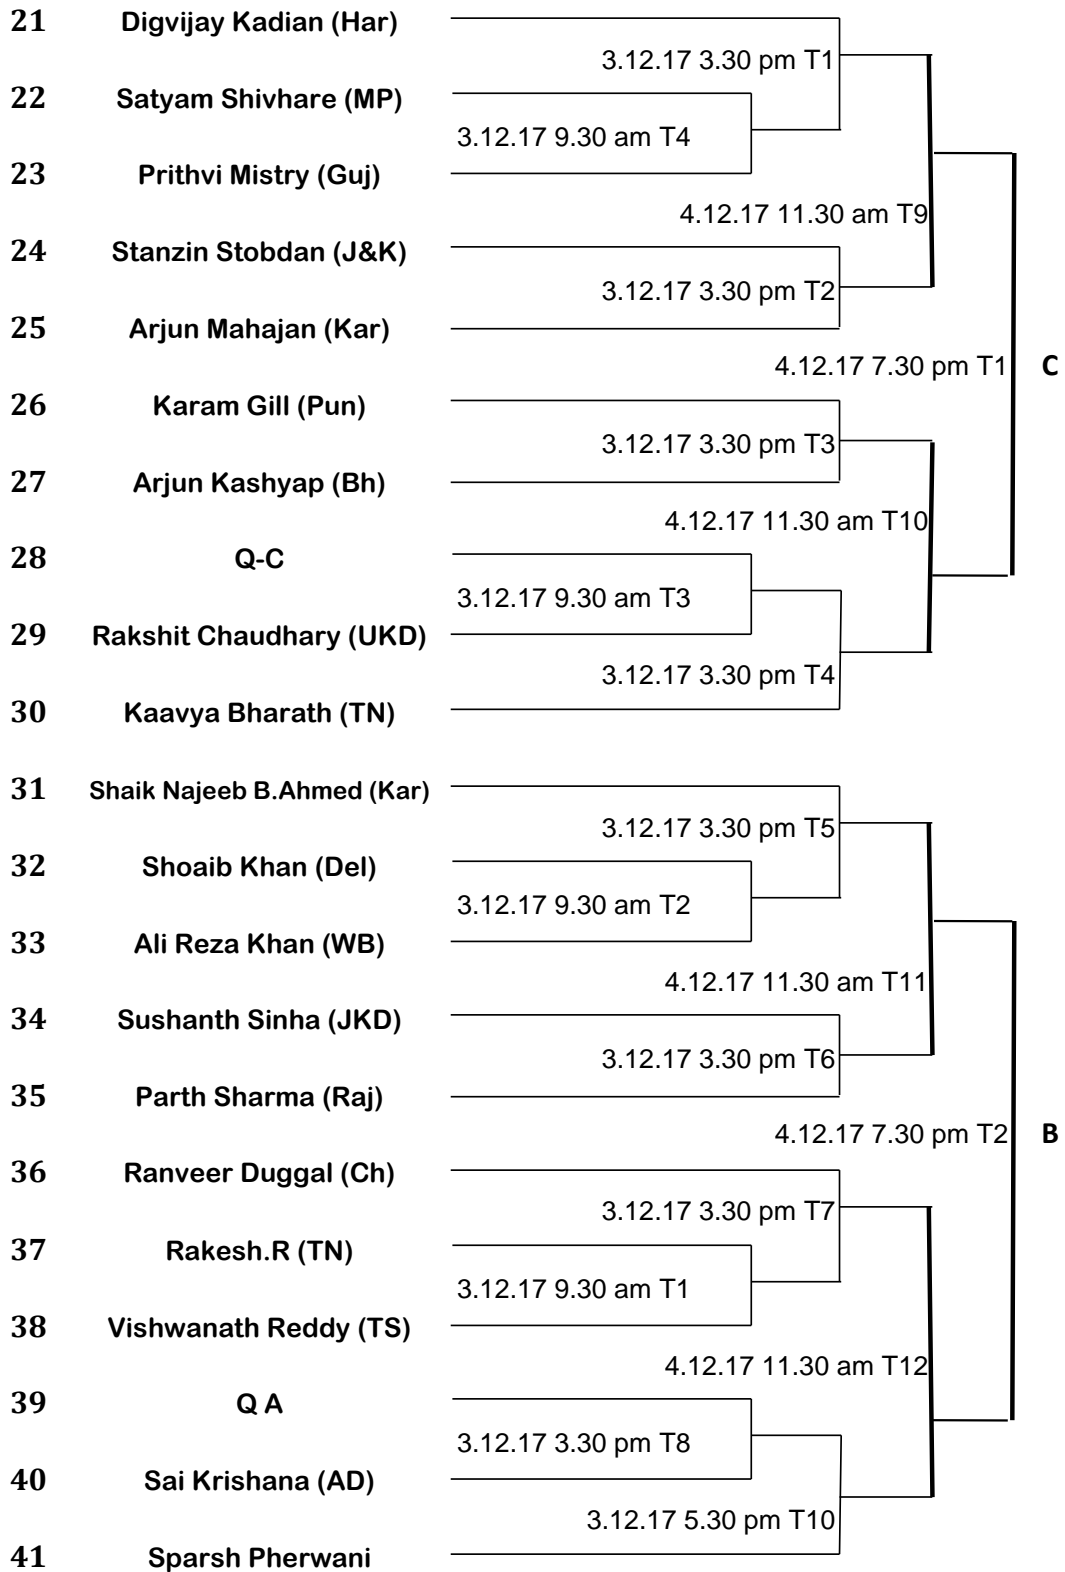 21 Digvijay Kadian (Har)
3.12.17 3.30 pm T1
22 Satyam Shivhare (MP)
3.12.17 9.30 am T4
23 Prithvi Mistry (Guj)
4.12.17 11.30 am T9
24 Stanzin Stobdan (J&K)
3.12.17 3.30 pm T2
25 Arjun Mahajan (Kar)
4.12.17 7.30 pm T1 C
26 Karam Gill (Pun)
3.12.17 3.30 pm T3
27 Arjun Kashyap (Bh)
4.12.17 11.30 am T10
28 Q-C
3.12.17 9.30 am T3
29 Rakshit Chaudhary (UKD)
3.12.17 3.30 pm T4
30 Kaavya Bharath (TN)
31 Shaik Najeeb B.Ahmed (Kar)
3.12.17 3.30 pm T5
32 Shoaib Khan (Del)
3.12.17 9.30 am T2
33 Ali Reza Khan (WB)
4.12.17 11.30 am T11
34 Sushanth Sinha (JKD)
3.12.17 3.30 pm T6
35 Parth Sharma (Raj)
4.12.17 7.30 pm T2 B
36 Ranveer Duggal (Ch)
3.12.17 3.30 pm T7
37 Rakesh.R (TN)
3.12.17 9.30 am T1
38 Vishwanath Reddy (TS)
4.12.17 11.30 am T12
39 Q A
3.12.17 3.30 pm T8
40 Sai Krishana (AD)
3.12.17 5.30 pm T10
41 Sparsh Pherwani